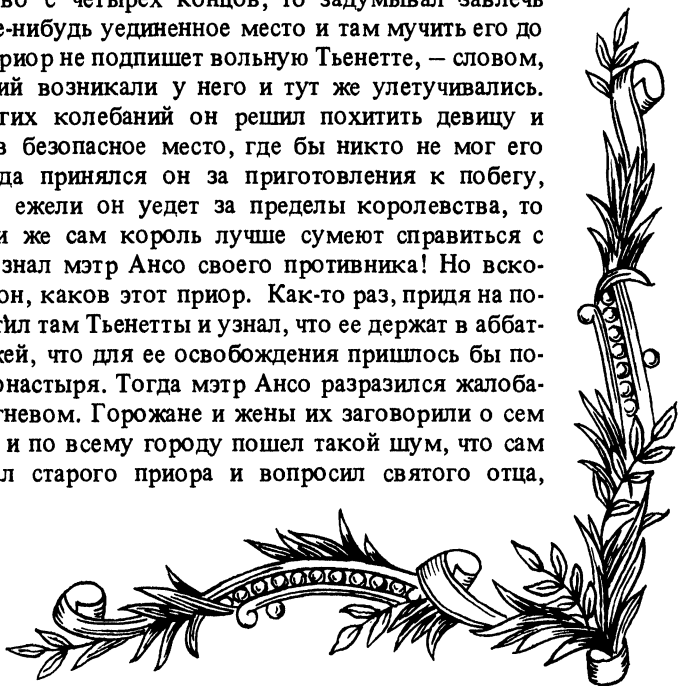 во с четырех концов, то задумывал завлечь
е-нибудь уединенное место и там мучить его до
риор не подпишет вольную Тьенетте, — словом,
ий возникали у него и тут же улетучивались.
гих колебаний он решил похитить девицу и
в безопасное место, где бы никто не мог его
да принялся он за приготовления к побегу,
ежели он уедет за пределы королевства, то
и же сам король лучше сумеют справиться с
знал мэтр Ансо своего противника! Но вско-
он, каков этот приор. Как-то раз, придя на по-
тил там Тьенетты и узнал, что ее держат в аббат-
кей, что для ее освобождения пришлось бы по-
онастыря. Тогда мэтр Ансо разразился жалоба-
гневом. Горожане и жены их заговорили о сем
и по всему городу пошел такой шум, что сам
л старого приора и вопросил святого отца,